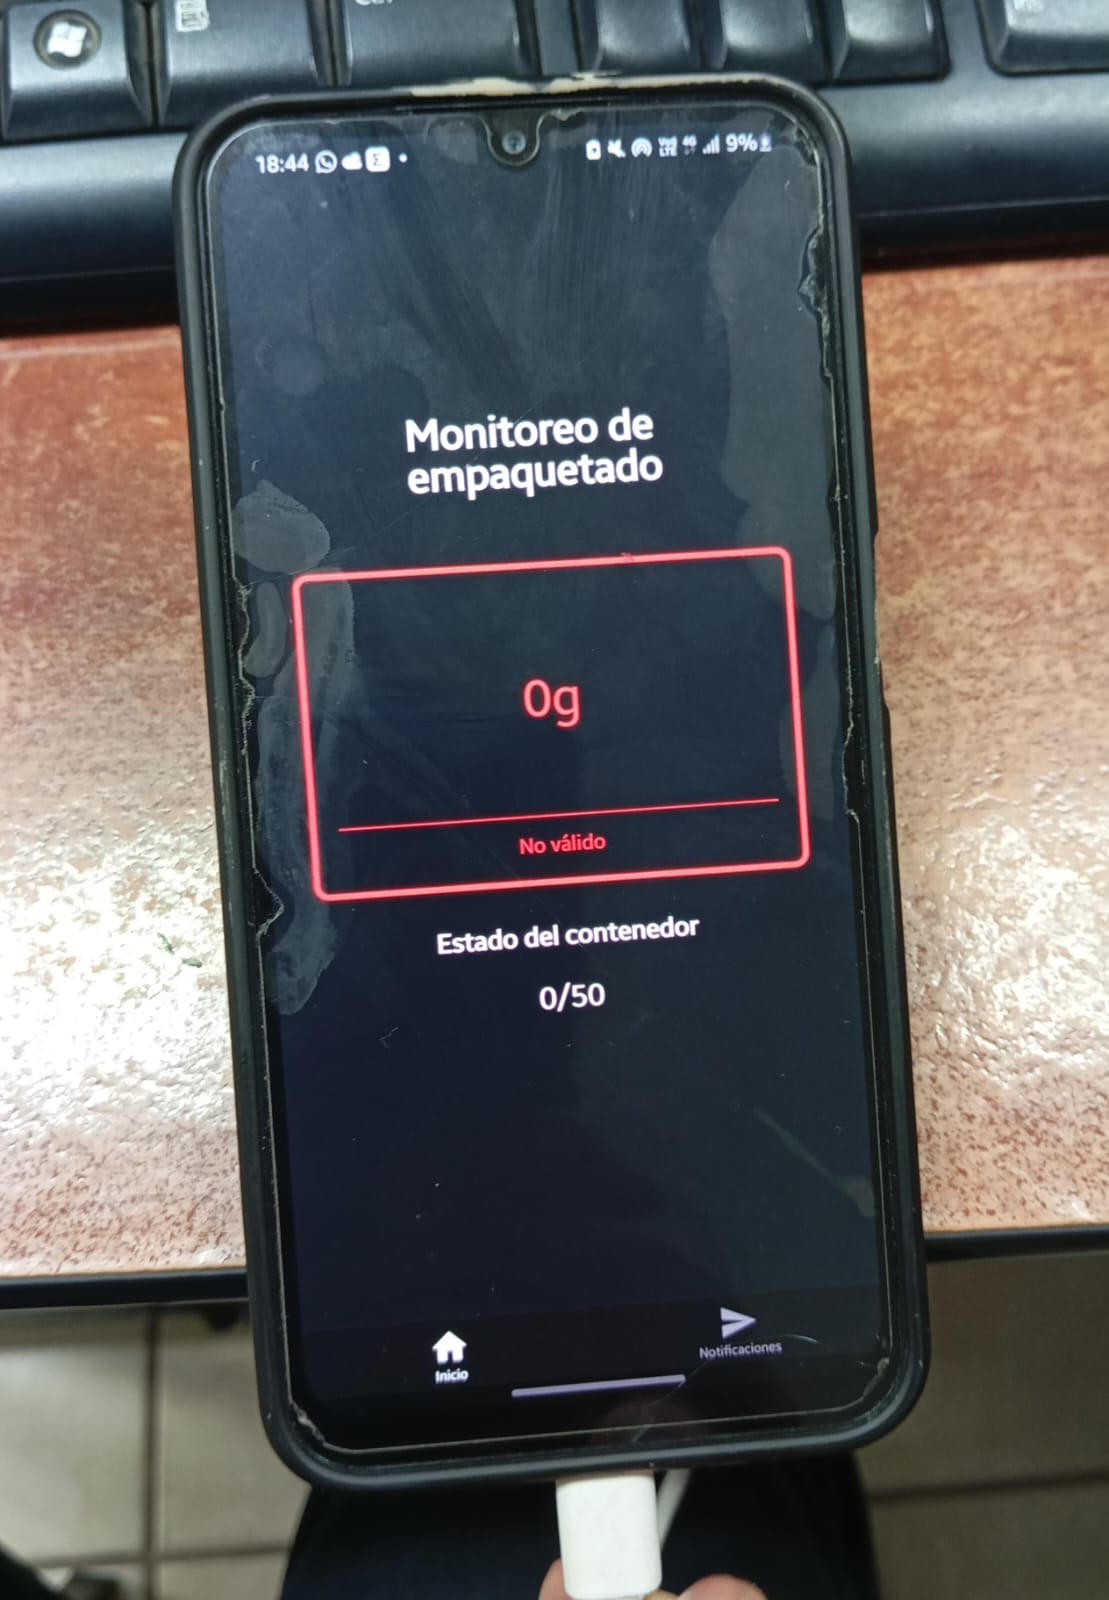 18:44
9%
Monitoreo de
empaquetado
0g
No válido
Estado del contenedor
0/50
Inicio
Notificaciones